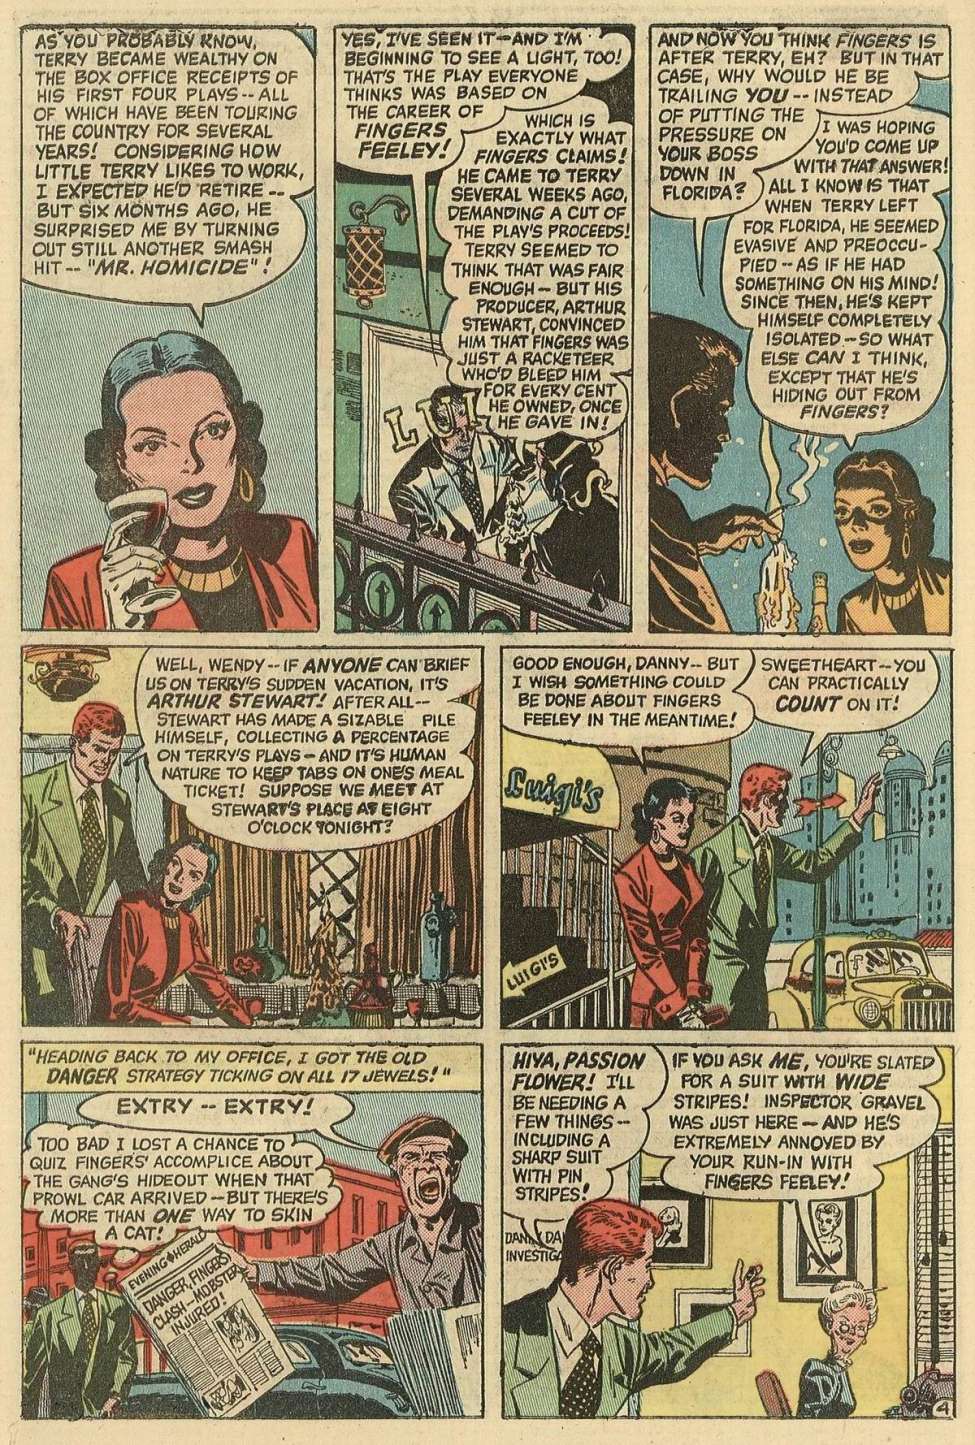 AS YOU PROBABLY KNOW,
TERRY BECAME WEALTHY ON
THE BOX OFFICE RECEIPTS OF
HIS FIRST FOUR PLAYS -- ALL
OF WHICH HAVE BEEN TOURING
THE COUNTRY FOR SEVERAL
YEARS! CONSIDERING HOW
LITTLE TERRY LIKES TO WORK,
I EXPECTED HE'D RETIRE --
BUT SIX MONTHS AGO, HE
SURPRISED ME BY TURNING
OUT STILL ANOTHER SMASH
HIT -- "MR. HOMICIDE"!
YES, I'VE SEEN IT -- AND I'M
BEGINNING TO SEE A LIGHT, TOO!
THAT'S THE PLAY EVERYONE
THINKS WAS BASED ON
THE CAREER OF
FINGERS
FEELEY!
WHICH IS
EXACTLY WHAT
FINGERS CLAIMS!
HE CAME TO TERRY
SEVERAL WEEKS AGO,
DEMANDING A CUT OF
THE PLAY'S PROCEEDS!
TERRY SEEMED TO
THINK THAT WAS FAIR
ENOUGH -- BUT HIS
PRODUCER, ARTHUR
STEWART, CONVINCED
HIM THAT FINGERS WAS
JUST A RACKETEER
WHO'D BLEED HIM
FOR EVERY CENT
HE OWNED, ONCE
HE GAVE IN!
LUI
AND NOW YOU THINK FINGERS IS
AFTER TERRY, EH? BUT IN THAT
CASE, WHY WOULD HE BE
TRAILING YOU -- INSTEAD
OF PUTTING THE
PRESSURE ON
YOUR BOSS
DOWN IN
FLORIDA?
I WAS HOPING
YOU'D COME UP
WITH THAT ANSWER!
ALL I KNOW IS THAT
WHEN TERRY LEFT
FOR FLORIDA, HE SEEMED
EVASIVE AND PREOCCU-
PIED -- AS IF HE HAD
SOMETHING ON HIS MIND!
SINCE THEN, HE'S KEPT
HIMSELF COMPLETELY
ISOLATED -- SO WHAT
ELSE CAN I THINK,
EXCEPT THAT HE'S
HIDING OUT FROM
FINGERS?
WELL, WENDY -- IF ANYONE CAN BRIEF
US ON TERRY'S SUDDEN VACATION, IT'S
ARTHUR STEWART! AFTER ALL --
STEWART HAS MADE A SIZABLE PILE
HIMSELF, COLLECTING A PERCENTAGE
ON TERRY'S PLAYS -- AND IT'S HUMAN
NATURE TO KEEP TABS ON ONE'S MEAL
TICKET! SUPPOSE WE MEET AT
STEWART'S PLACE AT EIGHT
O'CLOCK TONIGHT?
GOOD ENOUGH, DANNY -- BUT
I WISH SOMETHING COULD
BE DONE ABOUT FINGERS
FEELEY IN THE MEANTIME!
SWEETHEART -- YOU
CAN PRACTICALLY
COUNT ON IT!
Luigi's
LUIGI'S
"HEADING BACK TO MY OFFICE, I GOT THE OLD
DANGER STRATEGY TICKING ON ALL 17 JEWELS!"
EXTRY -- EXTRY!
TOO BAD I LOST A CHANCE TO
QUIZ FINGERS' ACCOMPLICE ABOUT
THE GANG'S HIDEOUT WHEN THAT
PROWL CAR ARRIVED -- BUT THERE'S
MORE THAN ONE WAY TO SKIN
A CAT!
EVENING HERALD
DANGER, FINGERS
CLASH -- MOBSTER
INJURED!
HIYA, PASSION
FLOWER! I'LL
BE NEEDING A
FEW THINGS --
INCLUDING A
SHARP SUIT
WITH PIN
STRIPES!
IF YOU ASK ME, YOU'RE SLATED
FOR A SUIT WITH WIDE
STRIPES! INSPECTOR GRAVEL
WAS JUST HERE -- AND HE'S
EXTREMELY ANNOYED BY
YOUR RUN-IN WITH
FINGERS FEELEY!
DANNY DA
INVESTIGA
D
4